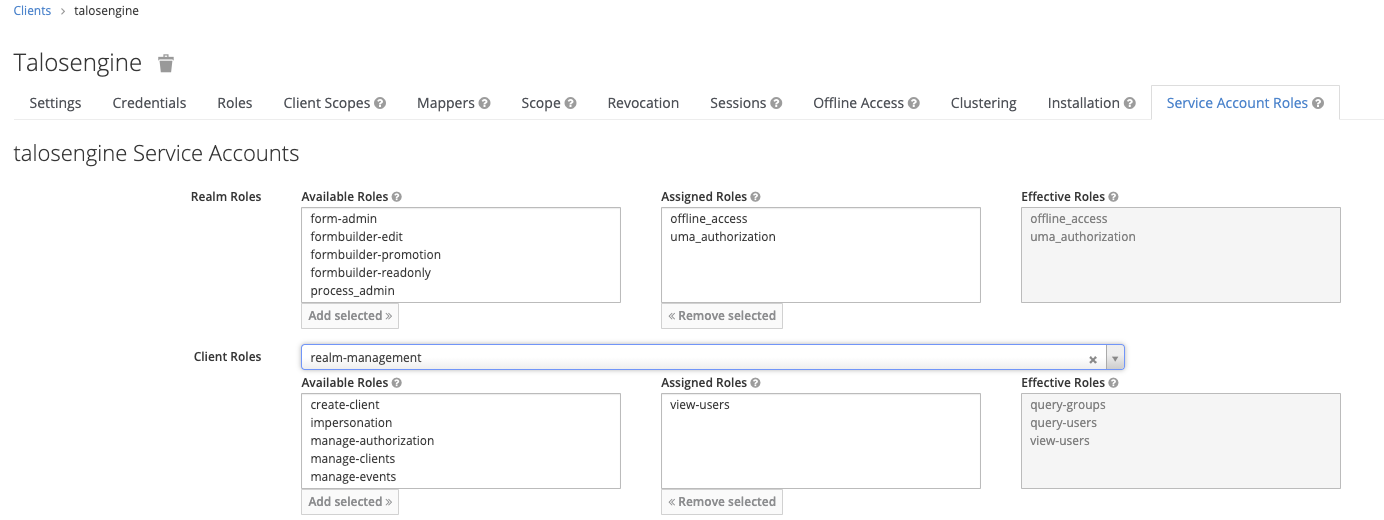 Clients > talosengine
Talosengine
Settings Credentials Roles Client Scopes Mappers Scope Revocation Sessions Offline Access Clustering Installation Service Account Roles
talosengine Service Accounts
Realm Roles
Available Roles
form-admin
formbuilder-edit
formbuilder-promotion
formbuilder-readonly
process_admin
Add selected »
Assigned Roles
offline_access
uma_authorization
« Remove selected
Effective Roles
offline_access
uma_authorization
Client Roles
realm-management
Available Roles
create-client
impersonation
manage-authorization
manage-clients
manage-events
Add selected »
Assigned Roles
view-users
« Remove selected
Effective Roles
query-groups
query-users
view-users